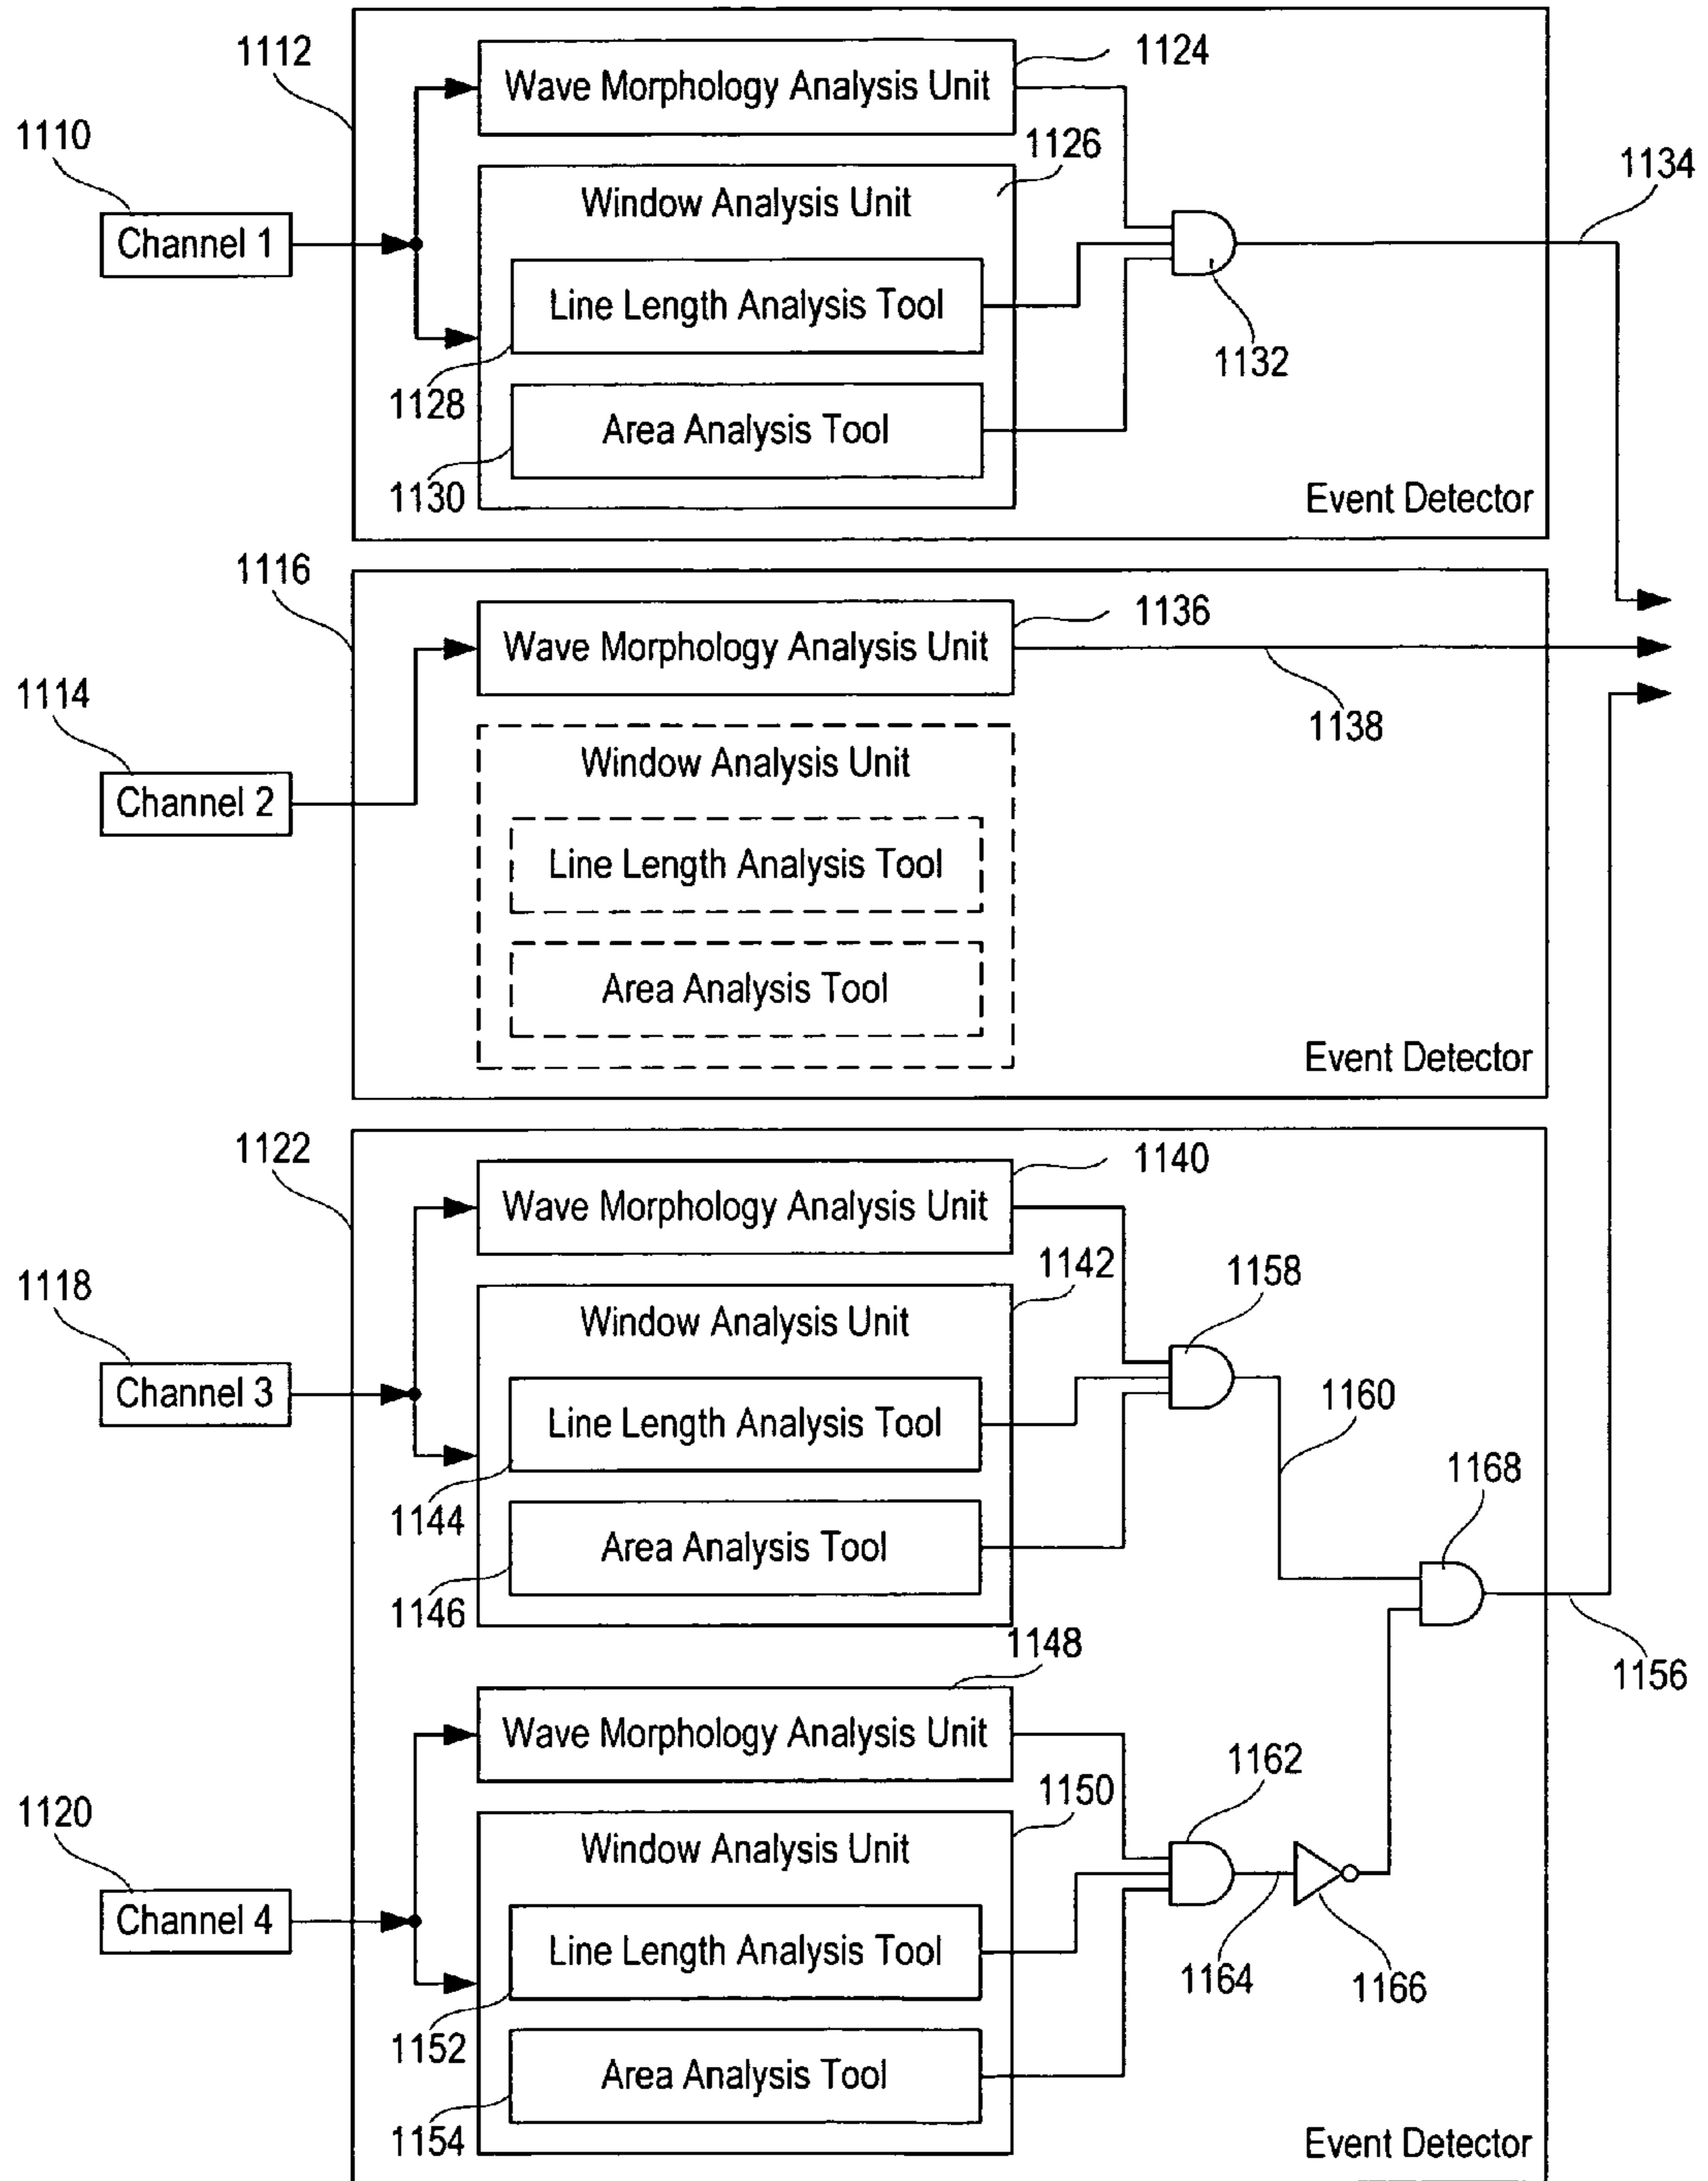 1112
1124
Wave Morphology Analysis Unit
1110
1126
1134
Window Analysis Unit
Channel 1
Line Length Analysis Tool
1132
1128
Area Analysis Tool
1130
Event Detector
1116
1136
Wave Morphology Analysis Unit
1114
1138
Window Analysis Unit
Channel 2
Line Length Analysis Tool
Area Analysis Tool
Event Detector
1122
1140
Wave Morphology Analysis Unit
1142
1158
1118
Window Analysis Unit
Channel 3
1160
Line Length Analysis Tool
1168
1144
Area Analysis Tool
1146
1148
1156
Wave Morphology Analysis Unit
1162
1150
1120
Window Analysis Unit
Channel 4
Line Length Analysis Tool
1164
1166
1152
Area Analysis Tool
1154
Event Detector